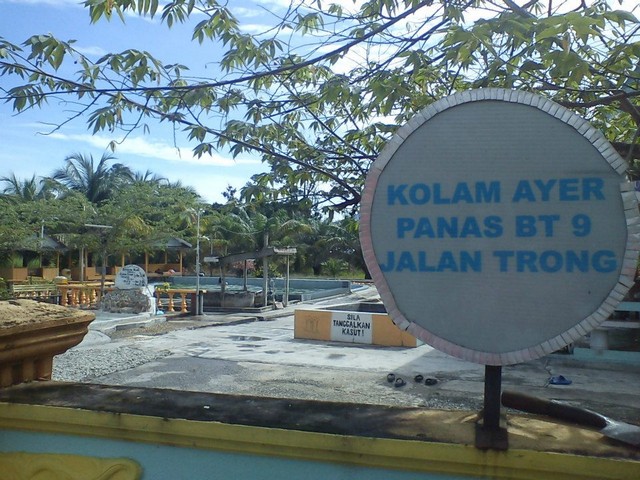 KOLAM AYER
PANAS BT 9
JALAN TRONG
SILA
TANGGALKAN
KASUT!